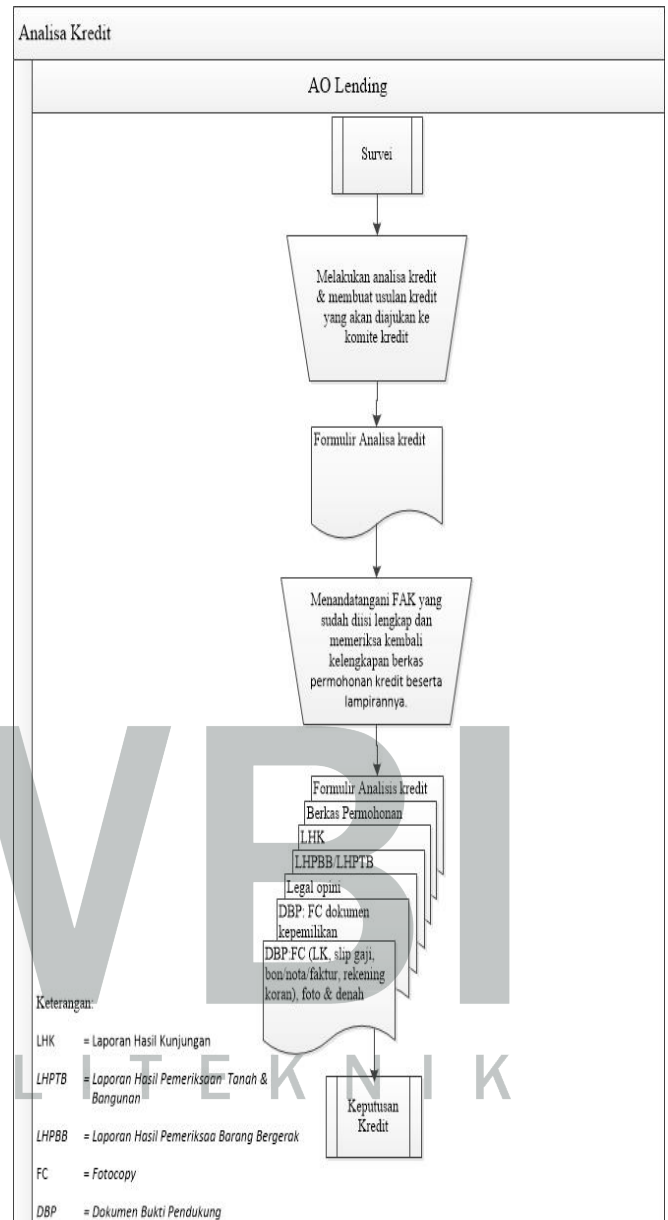 Analisa Kredit
AO Lending
Survei
Melakukan analisa kredit
& membuat usulan kredit
yang akan diajukan ke
komite kredit
Formulir Analisa kredit
Menandatangani FAK yang
sudah diisi lengkap dan
memeriksa kembali
kelengkapan berkas
permohonan kredit beserta
lampirannya.
Formulir Analisis kredit
Berkas Permohonan
LHK
LHPBB/LHPTB
Legal opini
DBP: FC dokumen
kepemilikan
DBP:FC (LK, slip gaji,
bon/nota/faktur, rekening
koran), foto & denah
Keputusan
Kredit
Keterangan:
LHK = Laporan Hasil Kunjungan
LHPTB = Laporan Hasil Pemeriksaan Tanah &
Bangunan
LHPBB = Laporan Hasil Pemeriksaa Barang Bergerak
FC = Fotocopy
DBP = Dokumen Bukti Pendukung
VBI
LITEKNIK